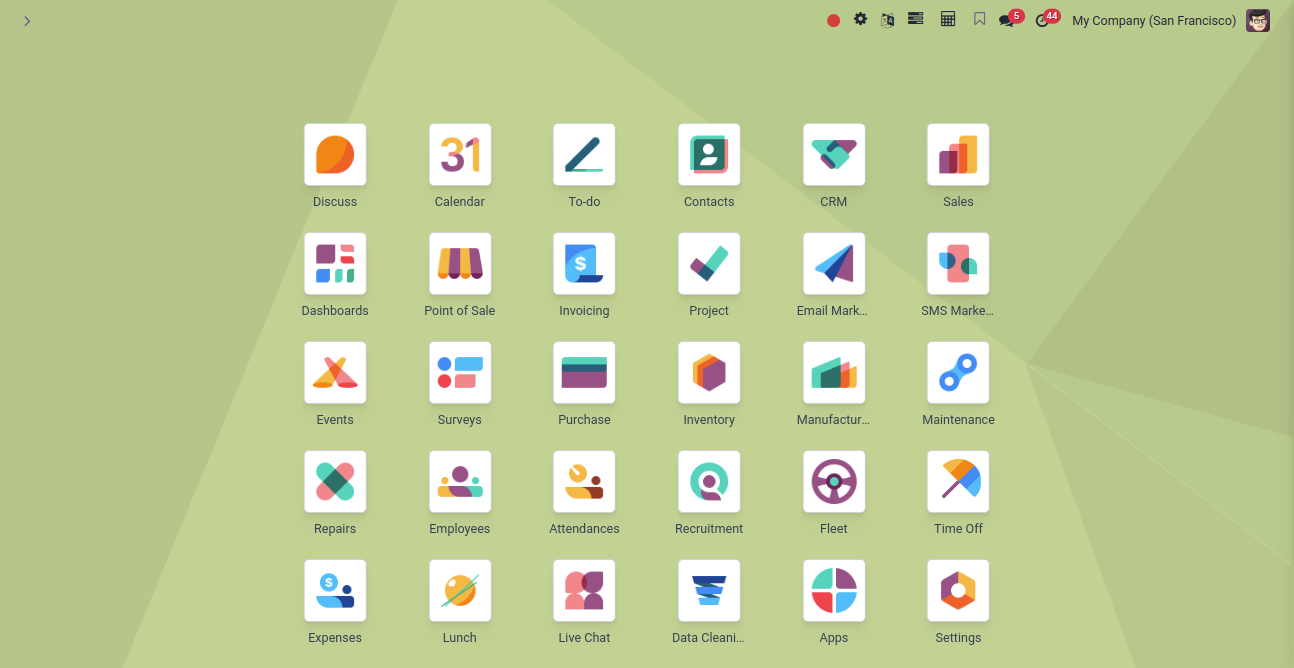 5 44 My Company (San Francisco)
31
Discuss Calendar To-do Contacts CRM Sales
$
Dashboards Point of Sale Invoicing Project Email Mark... SMS Marke...
Events Surveys Purchase Inventory Manufactur... Maintenance
Repairs Employees Attendances Recruitment Fleet Time Off
$
Expenses Lunch Live Chat Data Cleani... Apps Settings